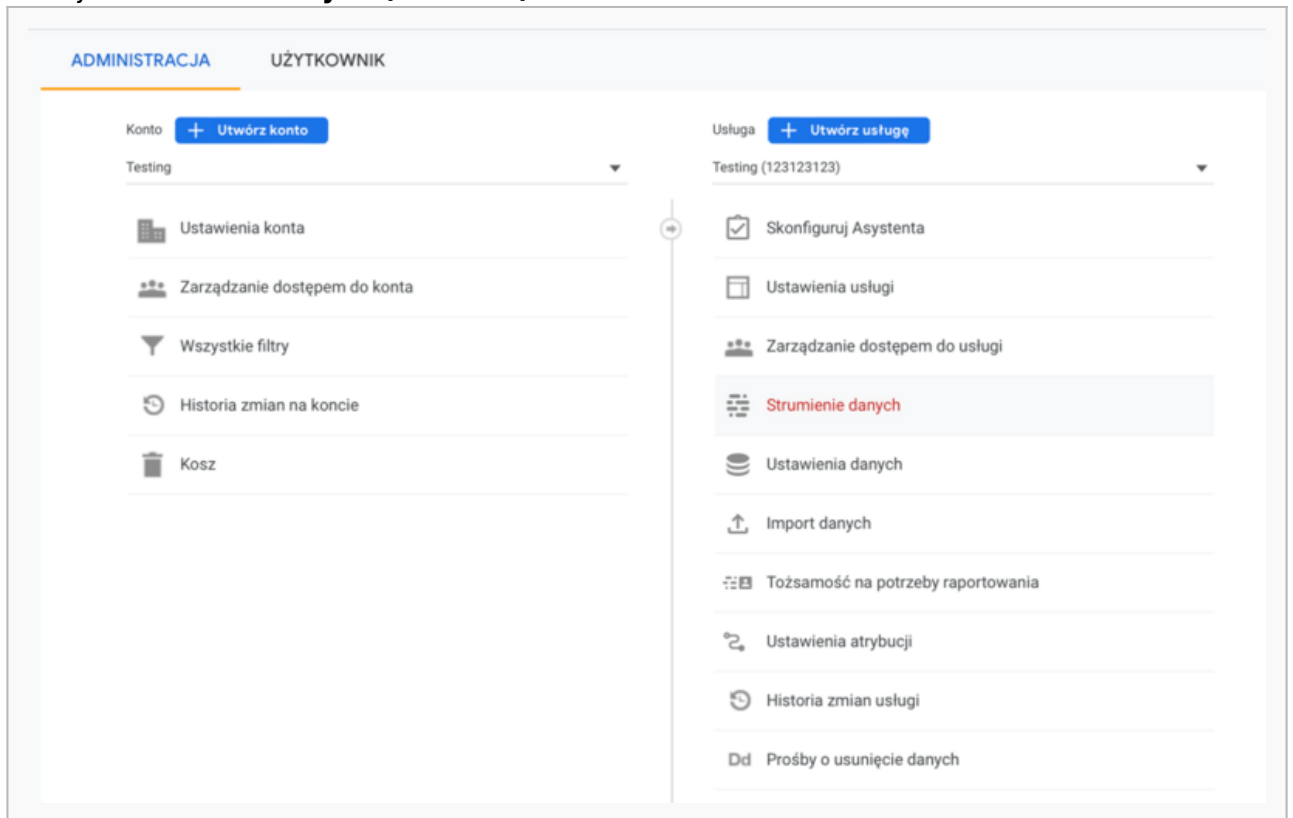 ADMINISTRACJA UŻYTKOWNIK
Konto + Utwórz konto
Testing
Ustawienia konta
Zarządzanie dostępem do konta
Wszystkie filtry
Historia zmian na koncie
Kosz
Usługa + Utwórz usługę
Testing (123123123)
Skonfiguruj Asystenta
Ustawienia usługi
Zarządzanie dostępem do usługi
Strumienie danych
Ustawienia danych
Import danych
Tożsamość na potrzeby raportowania
Ustawienia atrybucji
Historia zmian usługi
Dd Prośby o usunięcie danych